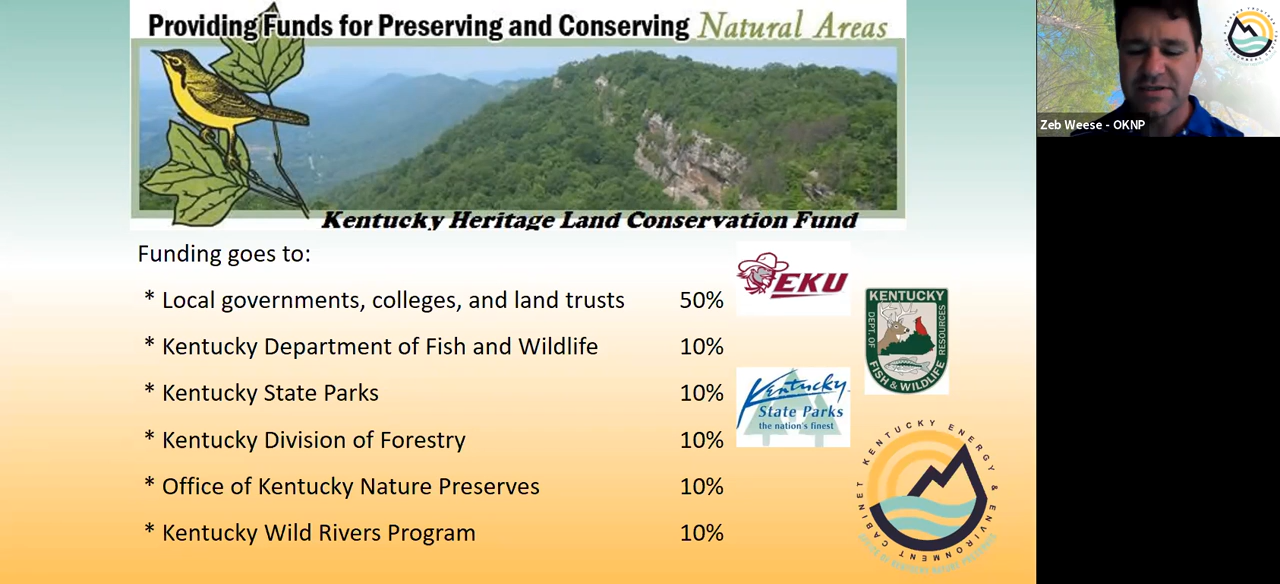 Providing Funds for Preserving and Conserving Natural Areas
Kentucky Heritage Land Conservation Fund
Funding goes to:
* Local governments, colleges, and land trusts 50%
* Kentucky Department of Fish and Wildlife 10%
* Kentucky State Parks 10%
* Kentucky Division of Forestry 10%
* Office of Kentucky Nature Preserves 10%
* Kentucky Wild Rivers Program 10%
EKU
KENTUCKY
DEPT. OF
FISH & WILDLIFE
RESOURCES
Kentucky
State Parks
the nation's finest
KENTUCKY ENERGY & ENVIRONMENT CABINET
Zeb Weese - OKNP